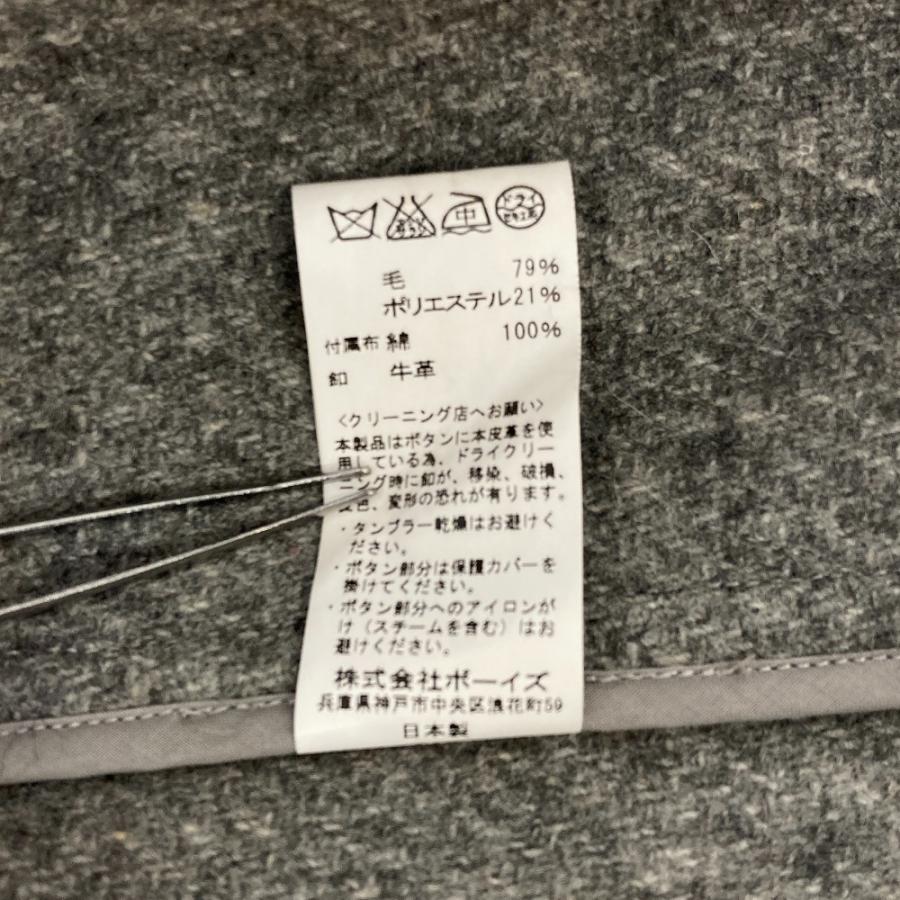 中 ドライ
毛 79%
ポリエステル21%
付属布 綿 100%
釦 牛革
<クリーニング店へお願い>
本製品はボタンに本皮革を使
用している為、ドライクリー
ニング時に釦が、移染、破損、
変色、変形の恐れが有ります。
・タンブラー乾燥はお避けく
ださい。
・ボタン部分は保護カバーを
掛けてください。
・ボタン部分へのアイロンが
け(スチームを含む)はお
避けください。
株式会社ボーイズ
兵庫県神戸市中央区浪花町59
日本製